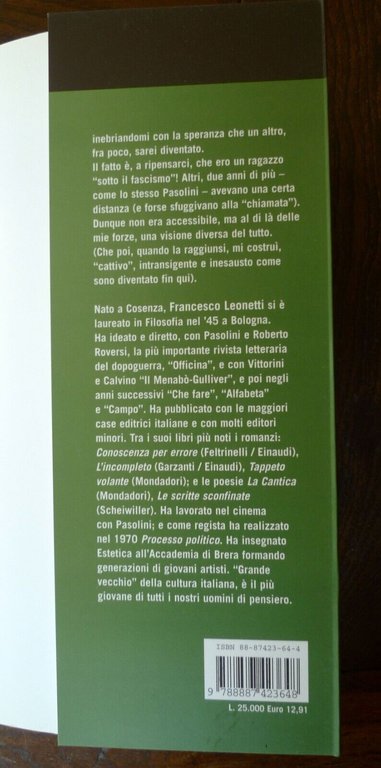 inebriandomi con la speranza che un altro,
fra poco, sarei diventato.
Il fatto è, a ripensarci, che ero un ragazzo
“sotto il fascismo”! Altri, due anni di più –
come lo stesso Pasolini – avevano una certa
distanza (e forse sfuggivano alla “chiamata”).
Dunque non era accessibile, ma al di là delle
mie forze, una visione diversa del tutto.
(Che poi, quando la raggiunsi, mi costruì,
“cattivo”, intransigente e inesausto come
sono diventato fin qui).
Nato a Cosenza, Francesco Leonetti si è
laureato in Filosofia nel '45 a Bologna.
Ha ideato e diretto, con Pasolini e Roberto
Roversi, la più importante rivista letteraria
del dopoguerra, “Officina”, e con Vittorini
e Calvino “Il Menabò-Gulliver”, e poi negli
anni successivi “Che fare”, “Alfabeta”
e “Campo”. Ha pubblicato con le maggiori
case editrici italiane e con molti editori
minori. Tra i suoi libri più noti i romanzi:
Conoscenza per errore (Feltrinelli / Einaudi),
L'incompleto (Garzanti / Einaudi), Tappeto
volante (Mondadori); e le poesie La Cantica
(Mondadori), Le scritte sconfinate
(Scheiwiller). Ha lavorato nel cinema
con Pasolini; e come regista ha realizzato
nel 1970 Processo politico. Ha insegnato
Estetica all'Accademia di Brera formando
generazioni di giovani artisti. “Grande
vecchio” della cultura italiana, è il più
giovane di tutti i nostri uomini di pensiero.
ISBN 88-87423-64-4
9 788887 423648
L. 25.000 Euro 12,91